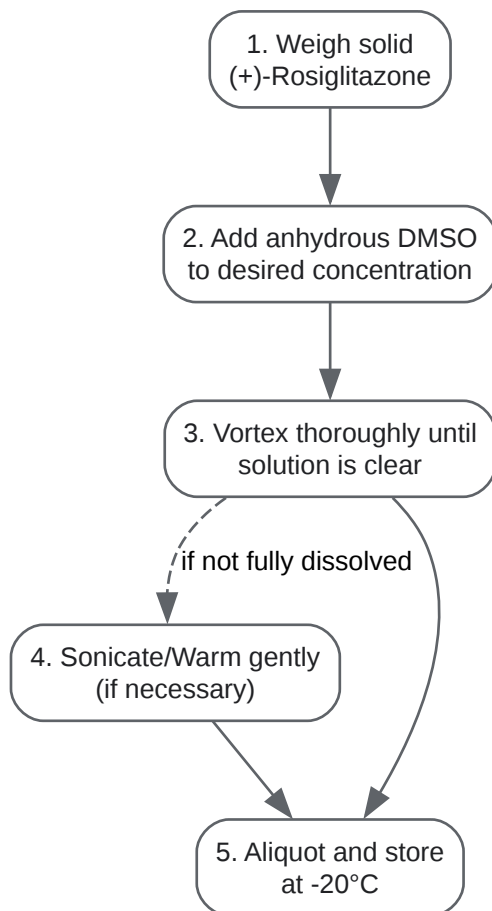 1. Weigh solid
(+)-Rosiglitazone
2. Add anhydrous DMSO
to desired concentration
3. Vortex thoroughly until
solution is clear
if not fully dissolved
4. Sonicate/Warm gently
(if necessary)
5. Aliquot and store
at -20°C